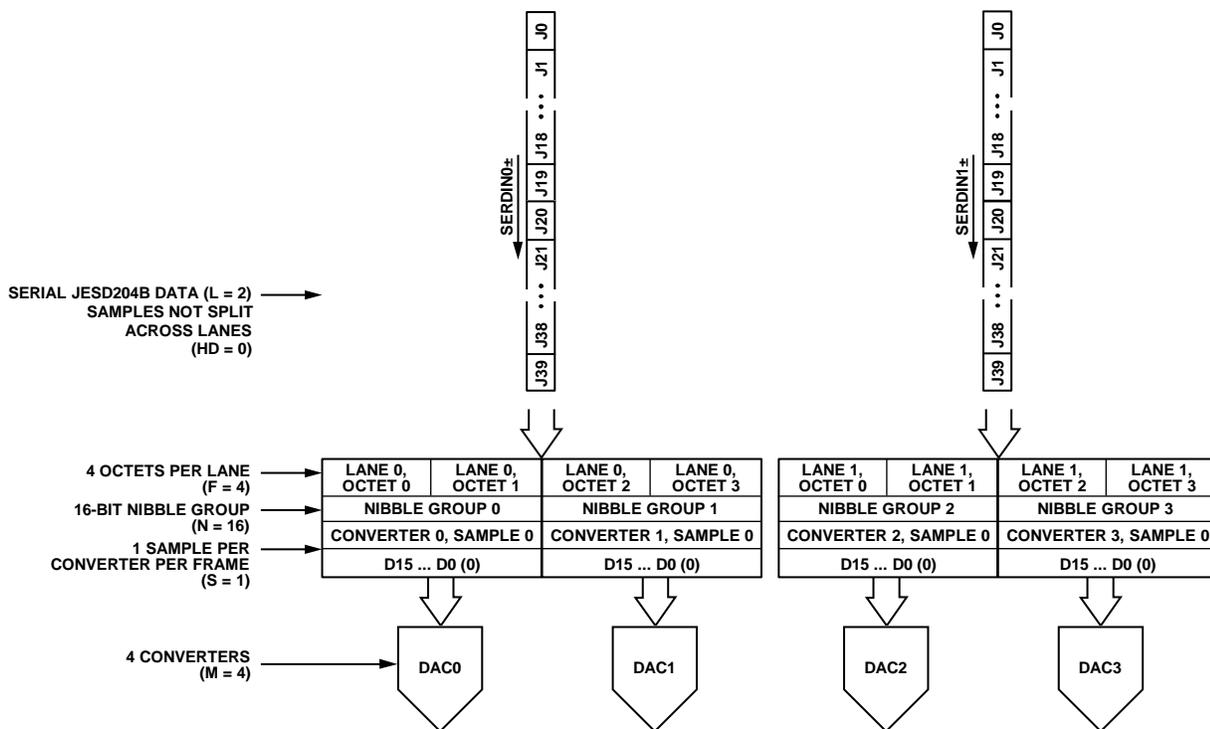 J0
J1
J18
J19
J20
J21
J38
J39
SERDIN0±
J0
J1
J18
J19
J20
J21
J38
J39
SERDIN1±
SERIAL JESD204B DATA (L = 2)
SAMPLES NOT SPLIT
ACROSS LANES
(HD = 0)
4 OCTETS PER LANE
(F = 4)
LANE 0,
OCTET 0
LANE 0,
OCTET 1
LANE 0,
OCTET 2
LANE 0,
OCTET 3
LANE 1,
OCTET 0
LANE 1,
OCTET 1
LANE 1,
OCTET 2
LANE 1,
OCTET 3
16-BIT NIBBLE GROUP
(N = 16)
NIBBLE GROUP 0
NIBBLE GROUP 1
NIBBLE GROUP 2
NIBBLE GROUP 3
1 SAMPLE PER
CONVERTER PER FRAME
(S = 1)
CONVERTER 0, SAMPLE 0
CONVERTER 1, SAMPLE 0
CONVERTER 2, SAMPLE 0
CONVERTER 3, SAMPLE 0
D15 ... D0 (0)
D15 ... D0 (0)
D15 ... D0 (0)
D15 ... D0 (0)
4 CONVERTERS
(M = 4)
DAC0
DAC1
DAC2
DAC3